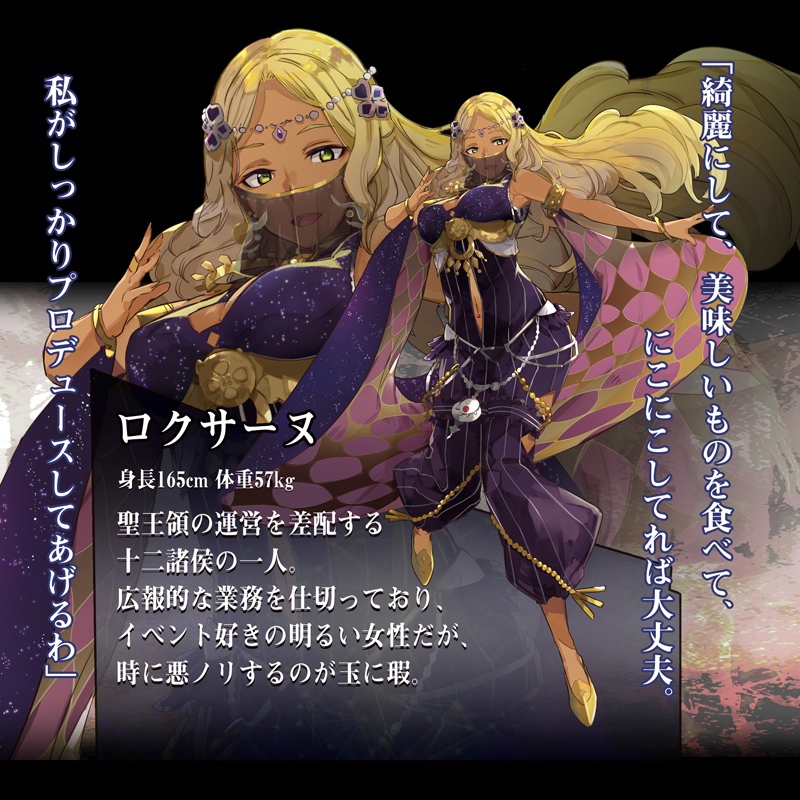 「綺麗にして、美味しいものを食べて、
にこにこしてれば大丈夫。
私がしっかりプロデュースしてあげるわ」
ロクサーヌ
身長165cm 体重57kg
聖王領の運営を差配する
十二諸侯の一人。
広報的な業務を仕切っており、
イベント好きの明るい女性だが、
時に悪ノリするのが玉に瑕。